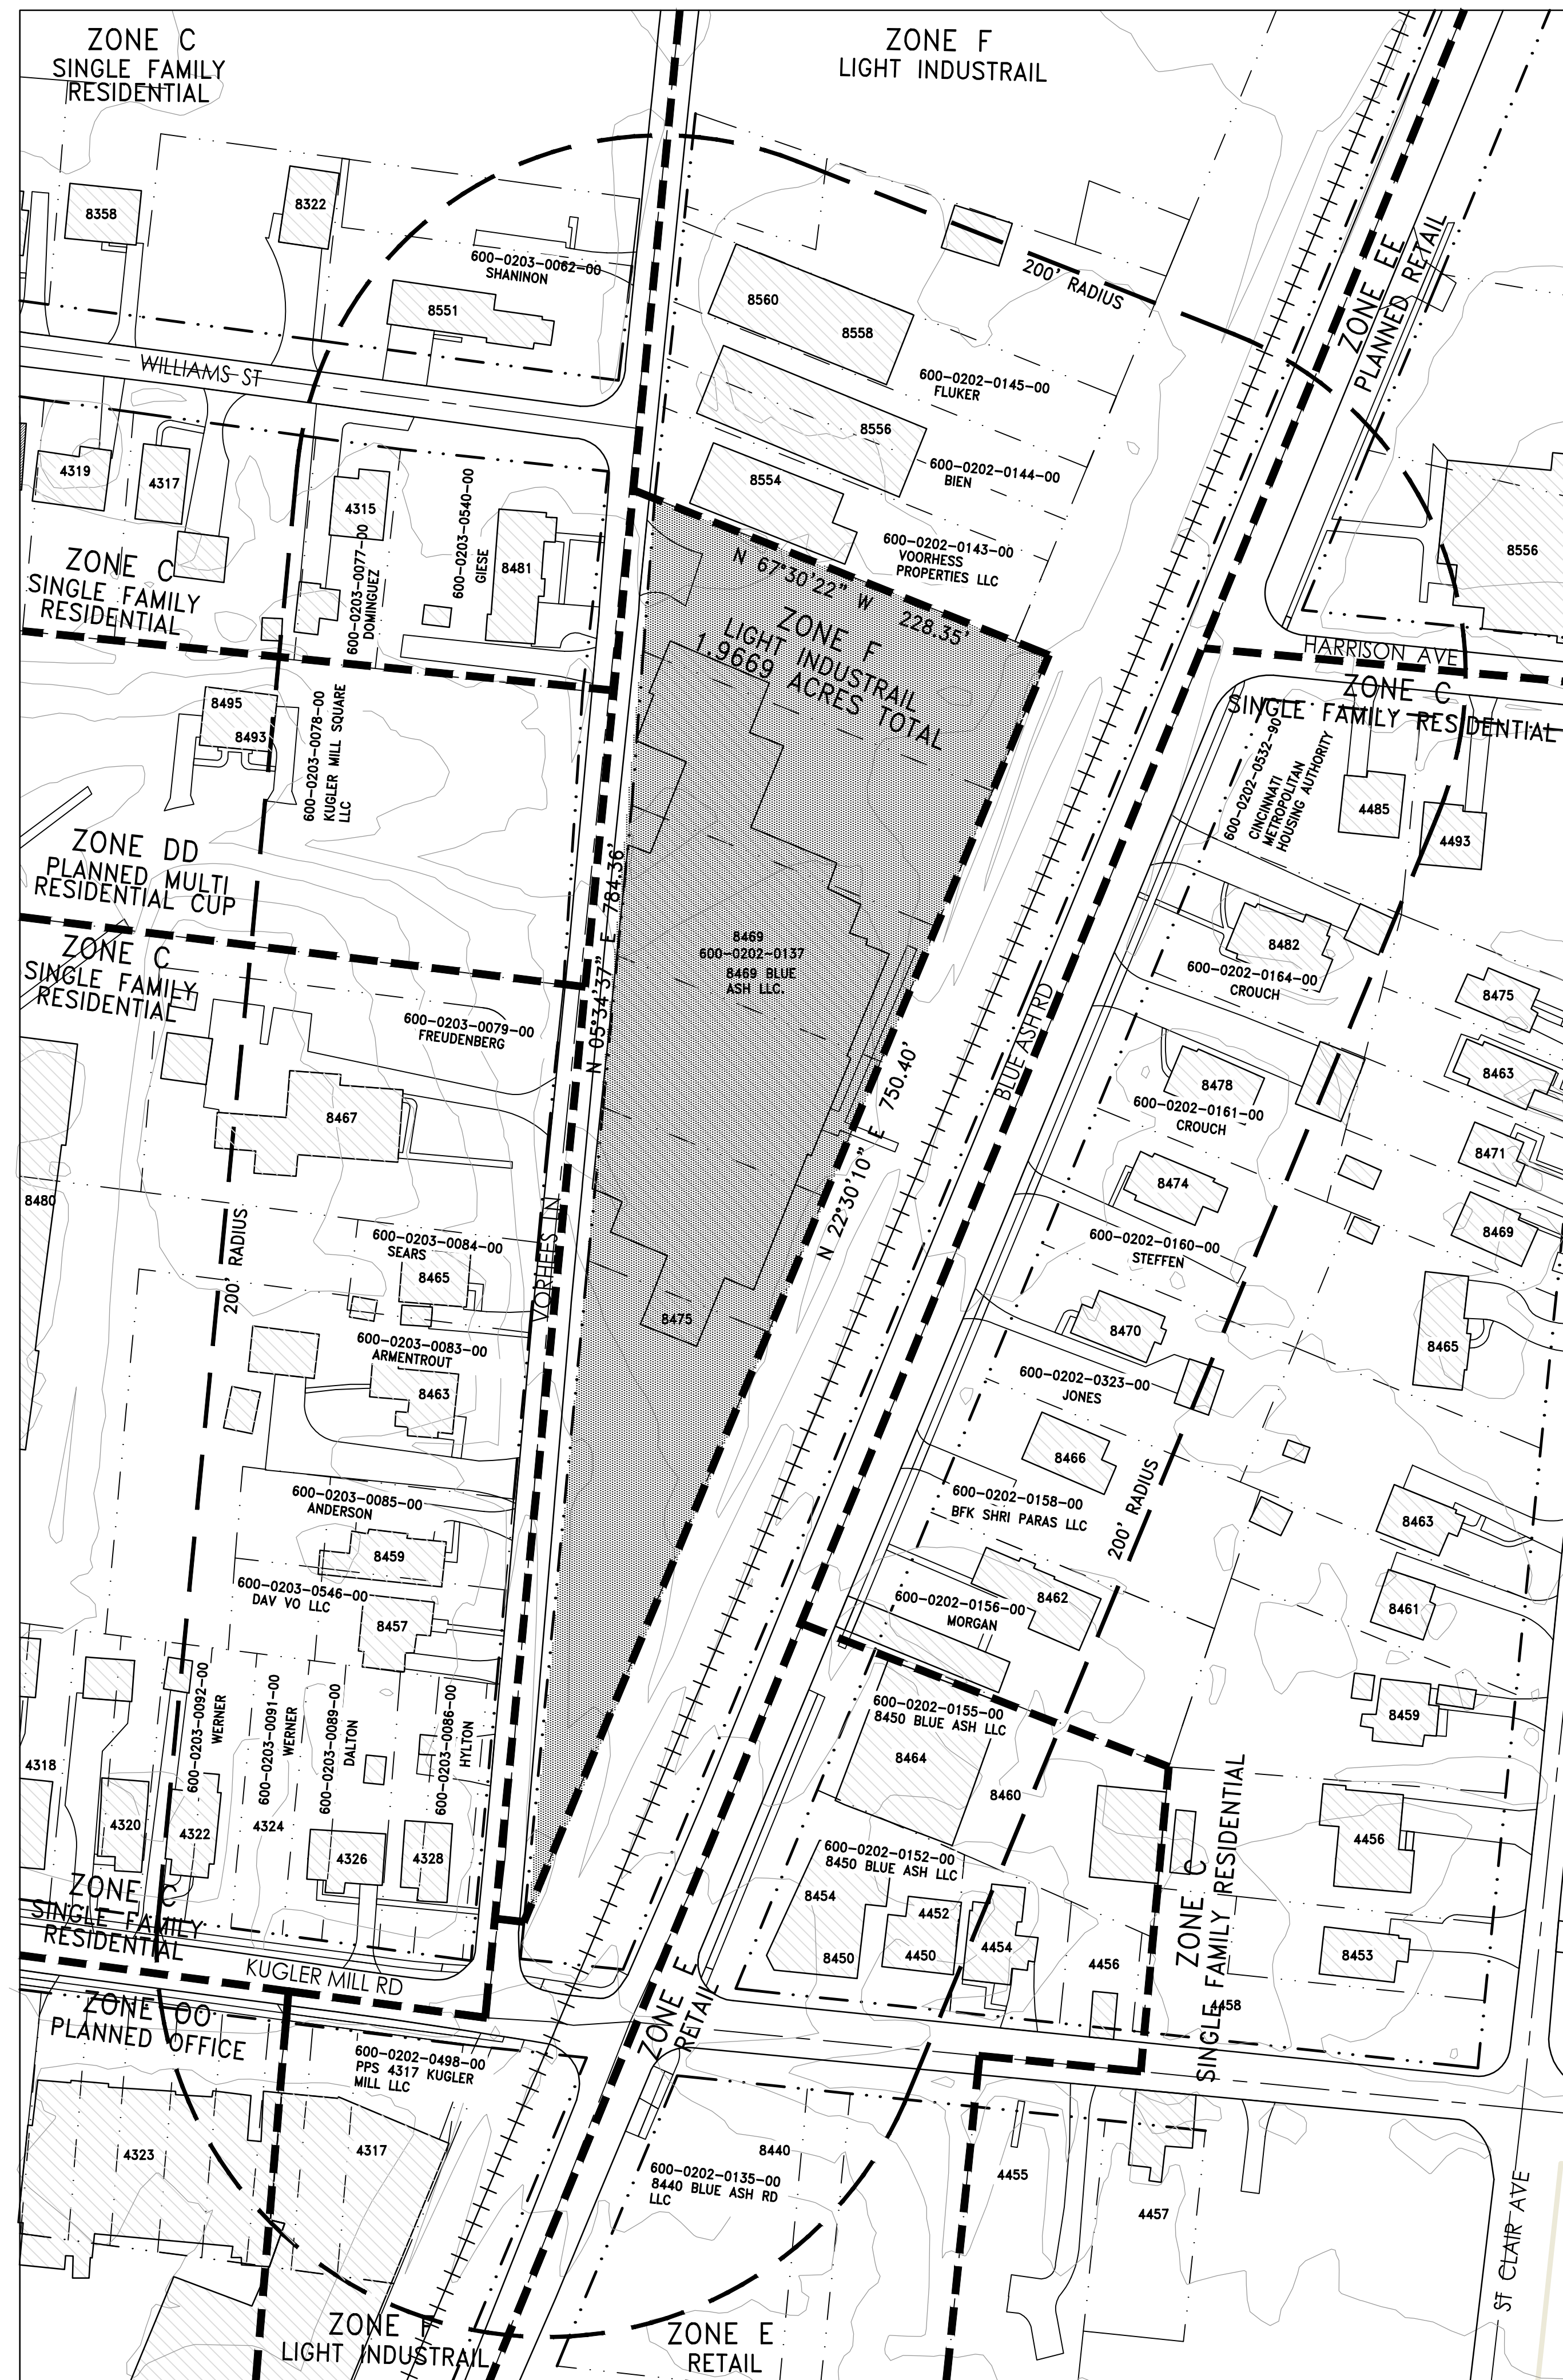 ZONE C
SINGLE FAMILY
RESIDENTIAL
ZONE F
LIGHT INDUSTRAIL
8358
8322
600-0203-0062-00
SHANINON
8551
WILLIAMS ST
200' RADIUS
ZONE EE
PLANNED RETAIL
8560
8558
600-0202-0145-00
FLUKER
8556
600-0202-0144-00
BIEN
8554
600-0202-0143-00
VOORHESS
PROPERTIES LLC
4319
4317
4315
600-0203-0077-00
DOMINGUEZ
600-0203-0540-00
GIESE
8481
8556
ZONE C
SINGLE FAMILY
RESIDENTIAL
N 67°30'22" W 228.35'
ZONE F
LIGHT INDUSTRAIL
1.9669 ACRES TOTAL
HARRISON AVE
ZONE C
SINGLE FAMILY RESIDENTIAL
8495
8493
600-0203-0078-00
KUGLER MILL SQUARE
LLC
600-0202-0532-90
CINCINNATI
METROPOLITAN
HOUSING AUTHORITY
4485
4493
ZONE DD
PLANNED MULTI
RESIDENTIAL CUP
N 05°34'37" E 784.36'
8469
600-0202-0137
8469 BLUE
ASH LLC.
8482
600-0202-0164-00
CROUCH
ZONE C
SINGLE FAMILY
RESIDENTIAL
600-0203-0079-00
FREUDENBERG
BLUE ASH RD
8475
8463
8467
N 22°30'10" E 750.40'
8478
600-0202-0161-00
CROUCH
8471
8474
8480
200' RADIUS
600-0203-0084-00
SEARS
8465
VORHEES LN
600-0202-0160-00
STEFFEN
8469
8475
8470
8465
600-0203-0083-00
ARMENTROUT
8463
600-0202-0323-00
JONES
8466
600-0203-0085-00
ANDERSON
600-0202-0158-00
BFK SHRI PARAS LLC
200' RADIUS
8463
8459
600-0203-0546-00
DAV VO LLC
8457
600-0202-0156-00
MORGAN
8462
8461
600-0203-0092-00
WERNER
600-0203-0091-00
WERNER
600-0203-0089-00
DALTON
600-0203-0086-00
HYLTON
600-0202-0155-00
8450 BLUE ASH LLC
8464
8460
8459
4318
4320
4322
4324
4326
4328
600-0202-0152-00
8450 BLUE ASH LLC
4456
8454
8450
4452
4450
4454
4456
ZONE C
SINGLE FAMILY RESIDENTIAL
8453
4458
ZONE C
SINGLE FAMILY
RESIDENTIAL
KUGLER MILL RD
ZONE E
RETAIL
ZONE OO
PLANNED OFFICE
600-0202-0498-00
PPS 4317 KUGLER
MILL LLC
4323
4317
8440
600-0202-0135-00
8440 BLUE ASH RD
LLC
4455
4457
ST CLAIR AVE
ZONE F
LIGHT INDUSTRAIL
ZONE E
RETAIL